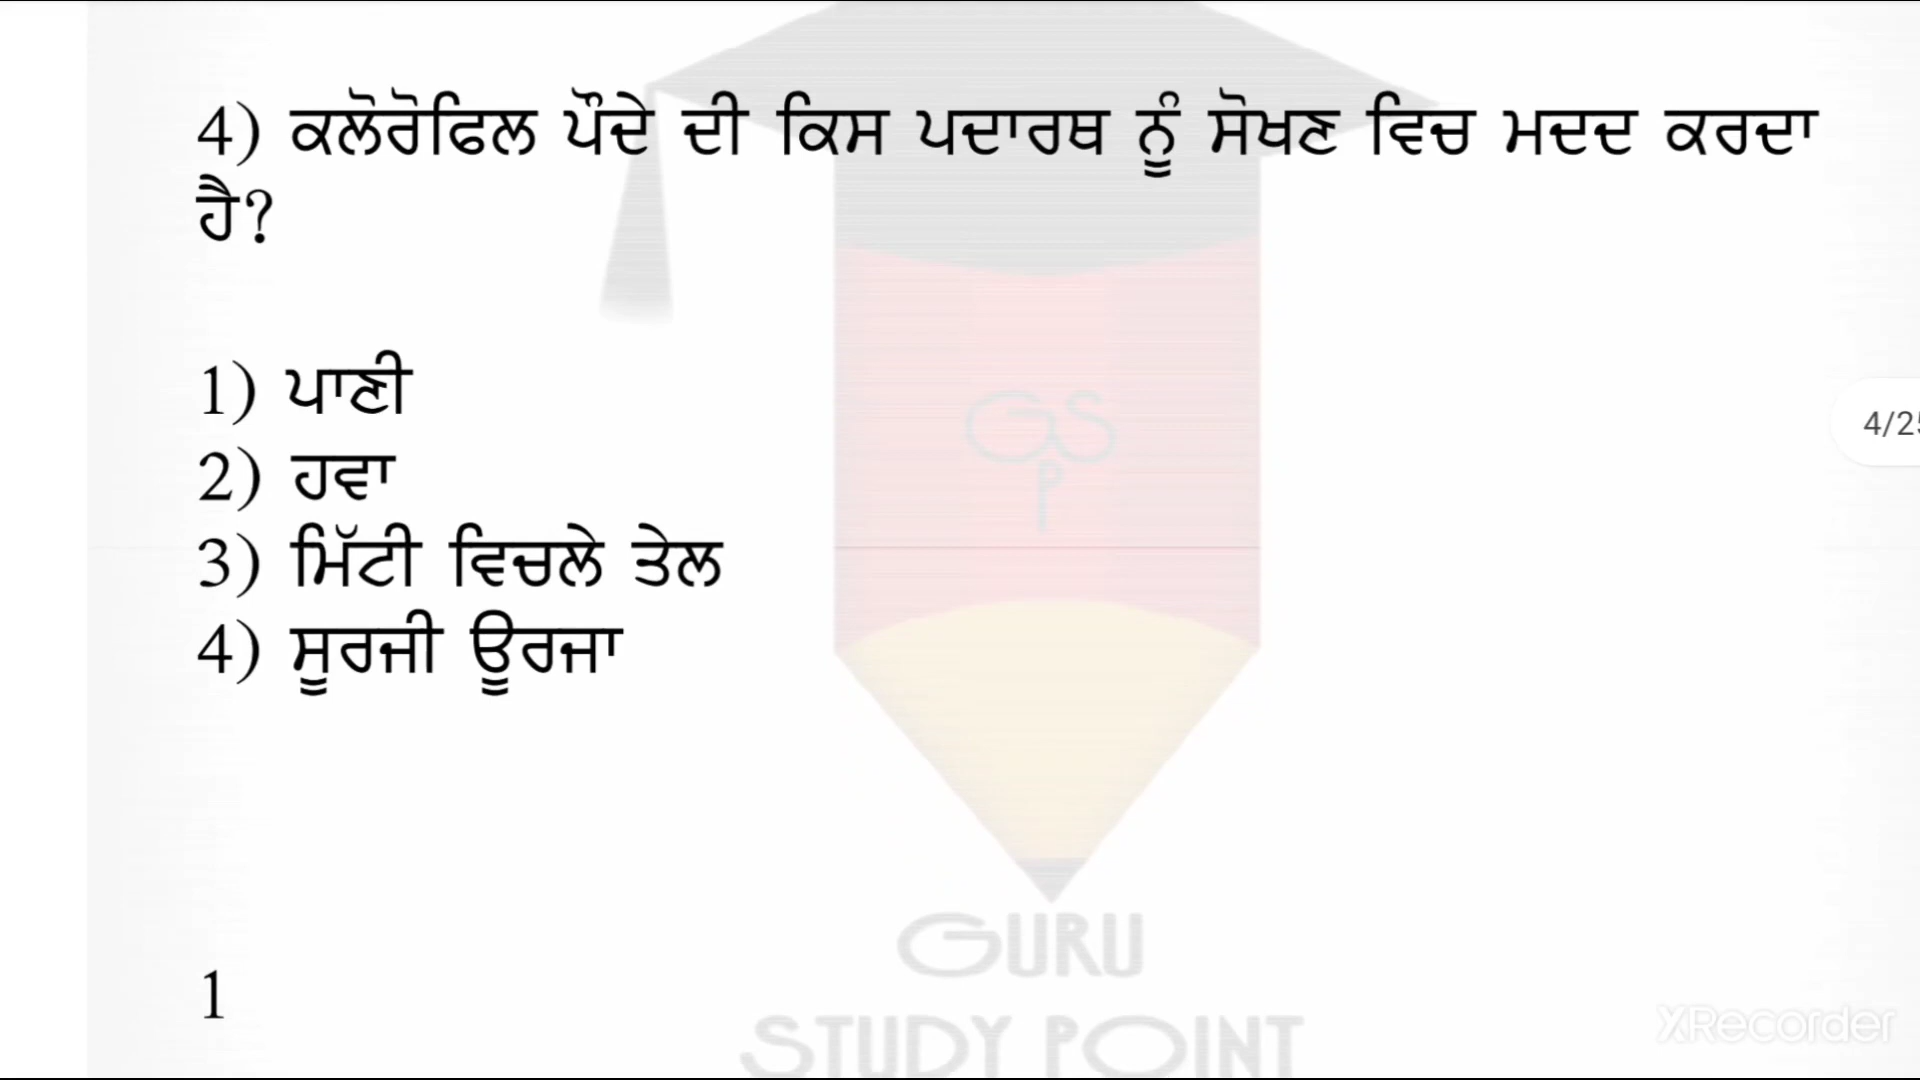 4) ਕਲੋਰੋਫਿਲ ਪੌਦੇ ਦੀ ਕਿਸ ਪਦਾਰਥ ਨੂੰ ਸੋਖਣ ਵਿਚ ਮਦਦ ਕਰਦਾ
ਹੈ?
1) ਪਾਣੀ
2) ਹਵਾ
3) ਮਿੱਟੀ ਵਿਚਲੇ ਤੇਲ
4) ਸੂਰਜੀ ਊਰਜਾ
4/25
GSP
1
GURU
STUDY POINT
XRecorder